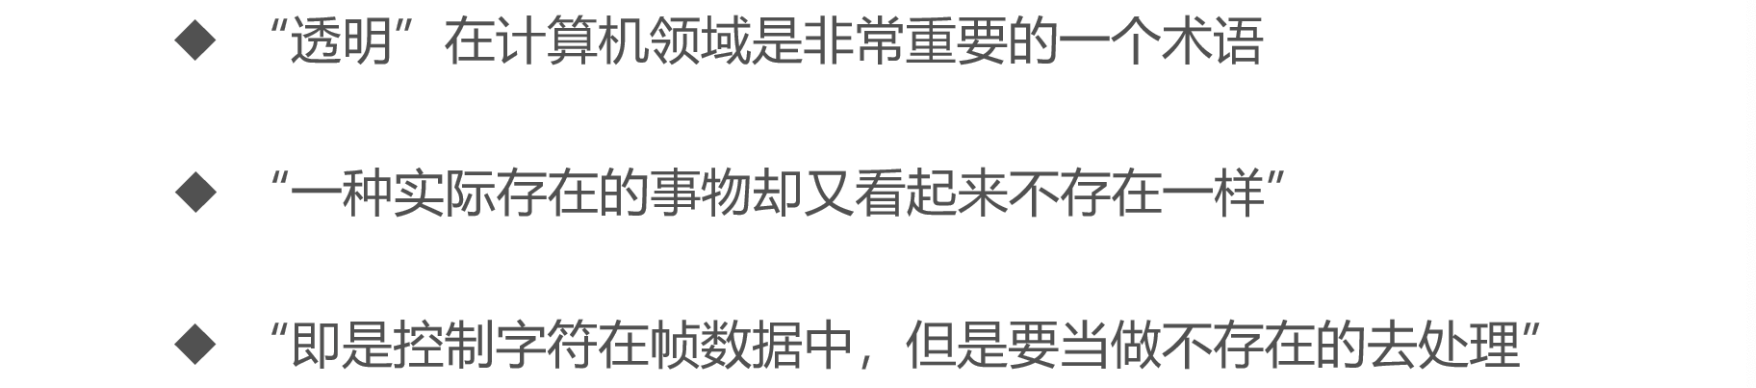 ◆ “透明”在计算机领域是非常重要的一个术语
◆ “一种实际存在的事物却又看起来不存在一样”
◆ “即是控制字符在帧数据中，但是要当做不存在的去处理”